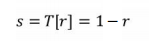 s = T[r] = 1 − r